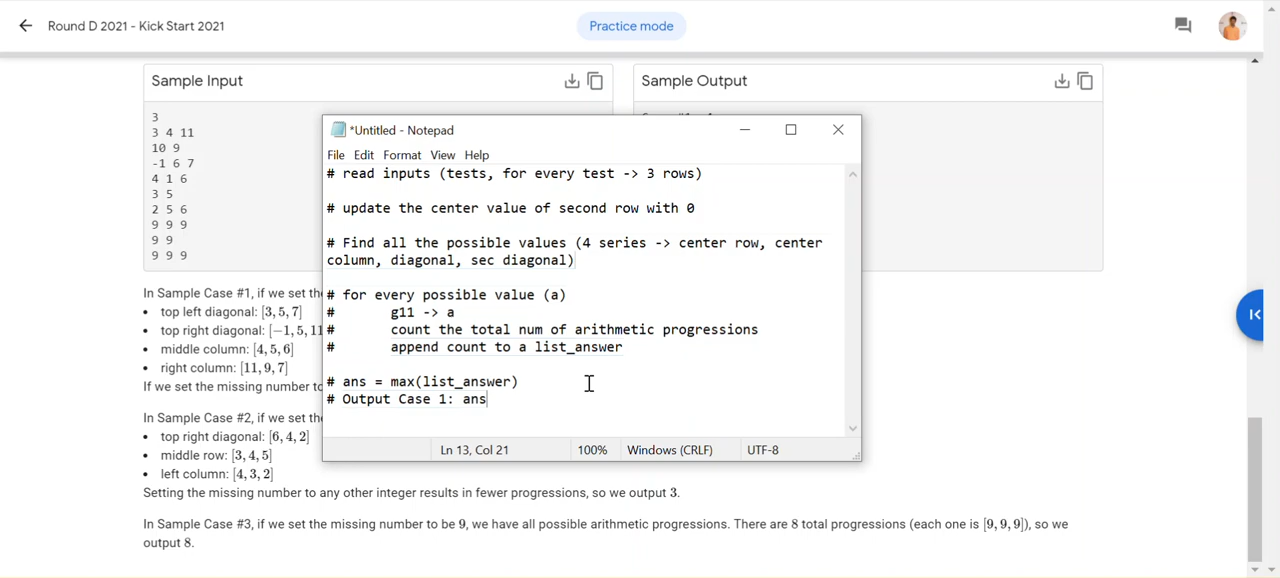 Round D 2021 - Kick Start 2021
Practice mode
Sample Input
Sample Output
3
3 4 11
10 9
-1 6 7
4 1 6
3 5
2 5 6
9 9 9
9 9
9 9 9
*Untitled - Notepad
File Edit Format View Help
# read inputs (tests, for every test -> 3 rows)
# update the center value of second row with 0
# Find all the possible values (4 series -> center row, center
column, diagonal, sec diagonal)
# for every possible value (a)
# g11 -> a
# count the total num of arithmetic progressions
# append count to a list_answer
# ans = max(list_answer)
# Output Case 1: ans
Ln 13, Col 21 100% Windows (CRLF) UTF-8
In Sample Case #1, if we set the
• top left diagonal: [3, 5, 7]
• top right diagonal: [−1, 5, 11
• middle column: [4, 5, 6]
• right column: [11, 9, 7]
If we set the missing number to
In Sample Case #2, if we set the
• top right diagonal: [6, 4, 2]
• middle row: [3, 4, 5]
• left column: [4, 3, 2]
Setting the missing number to any other integer results in fewer progressions, so we output 3.
In Sample Case #3, if we set the missing number to be 9, we have all possible arithmetic progressions. There are 8 total progressions (each one is [9, 9, 9]), so we
output 8.